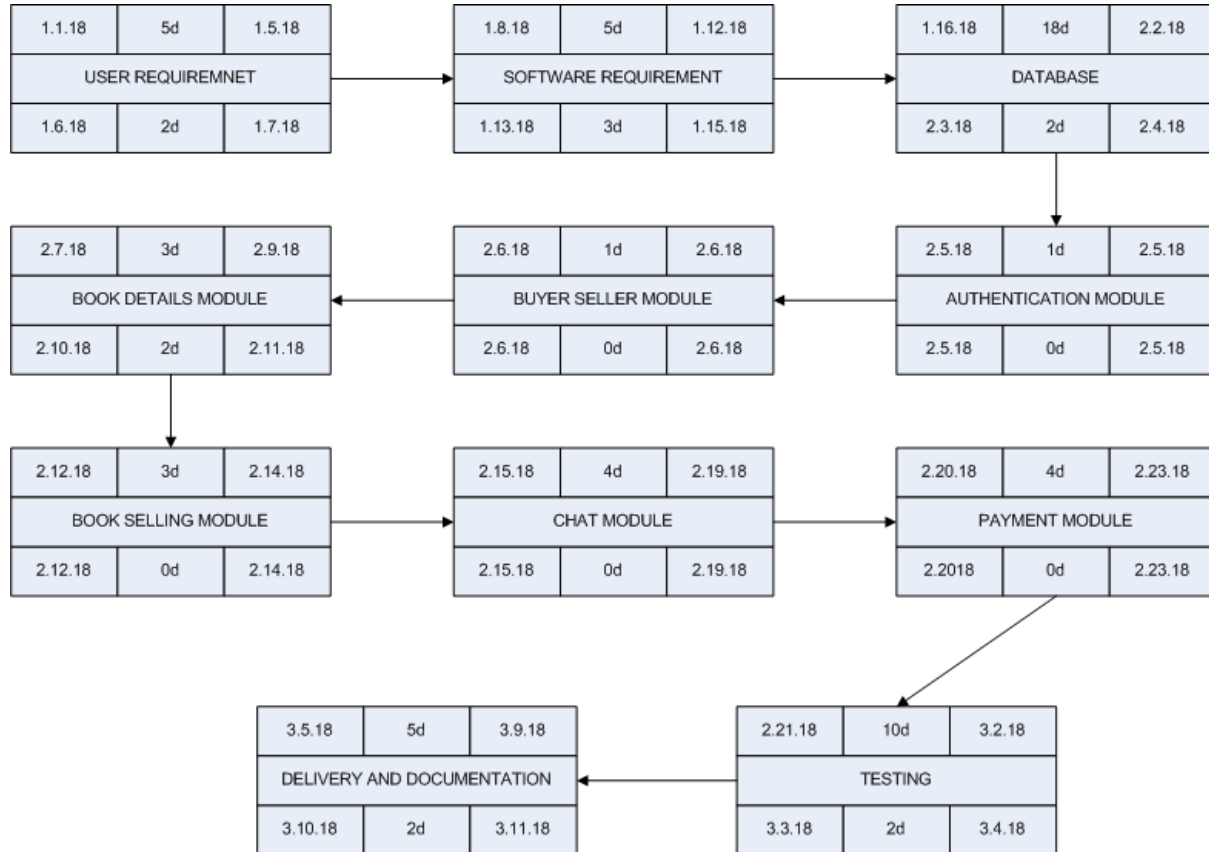 1.1.18 5d 1.5.18
USER REQUIREMNET
1.6.18 2d 1.7.18
1.8.18 5d 1.12.18
SOFTWARE REQUIREMENT
1.13.18 3d 1.15.18
1.16.18 18d 2.2.18
DATABASE
2.3.18 2d 2.4.18
2.5.18 1d 2.5.18
AUTHENTICATION MODULE
2.5.18 0d 2.5.18
2.6.18 1d 2.6.18
BUYER SELLER MODULE
2.6.18 0d 2.6.18
2.7.18 3d 2.9.18
BOOK DETAILS MODULE
2.10.18 2d 2.11.18
2.12.18 3d 2.14.18
BOOK SELLING MODULE
2.12.18 0d 2.14.18
2.15.18 4d 2.19.18
CHAT MODULE
2.15.18 0d 2.19.18
2.20.18 4d 2.23.18
PAYMENT MODULE
2.2018 0d 2.23.18
2.21.18 10d 3.2.18
TESTING
3.3.18 2d 3.4.18
3.5.18 5d 3.9.18
DELIVERY AND DOCUMENTATION
3.10.18 2d 3.11.18